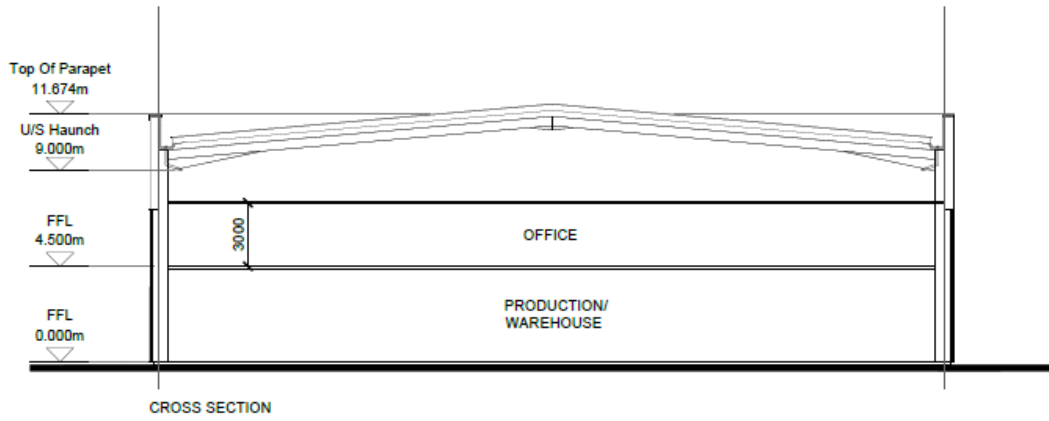 Top Of Parapet
11.674m
U/S Haunch
9.000m
FFL
4.500m
3000
OFFICE
FFL
0.000m
PRODUCTION/
WAREHOUSE
CROSS SECTION